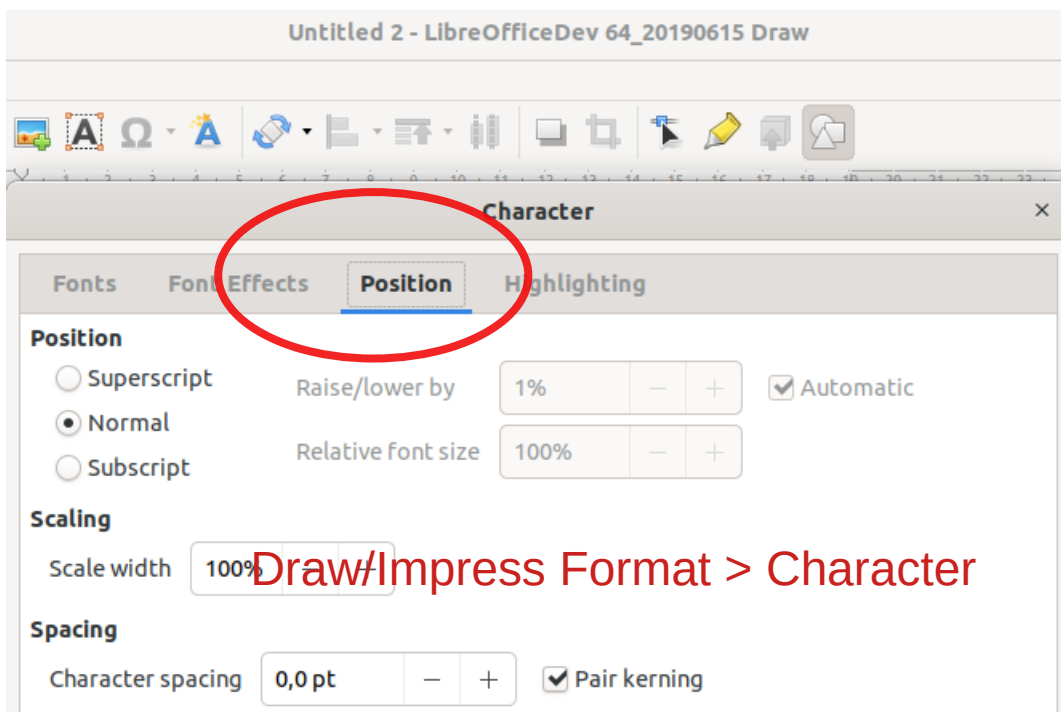 Untitled 2 - LibreOfficeDev 64_20190615 Draw
Character ×
Fonts Font Effects Position Highlighting
Position
Superscript Raise/lower by 1% − + Automatic
Normal
Subscript Relative font size 100% − +
Scaling
Scale width 100% − +
Draw/Impress Format > Character
Spacing
Character spacing 0,0 pt − + Pair kerning